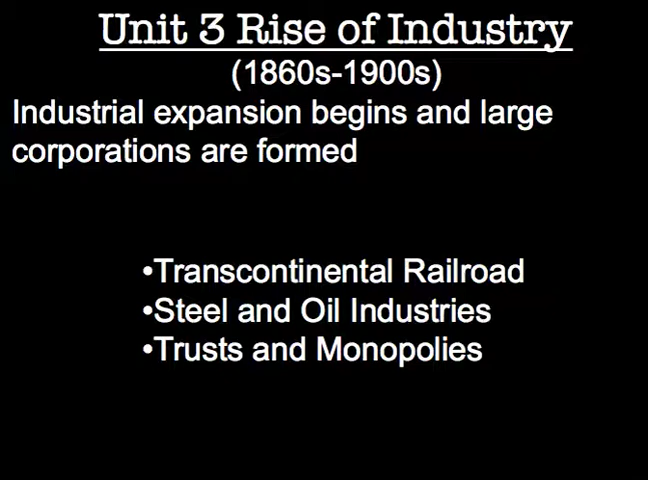 Unit 3 Rise of Industry
(1860s-1900s)
Industrial expansion begins and large
corporations are formed
•Transcontinental Railroad
•Steel and Oil Industries
•Trusts and Monopolies